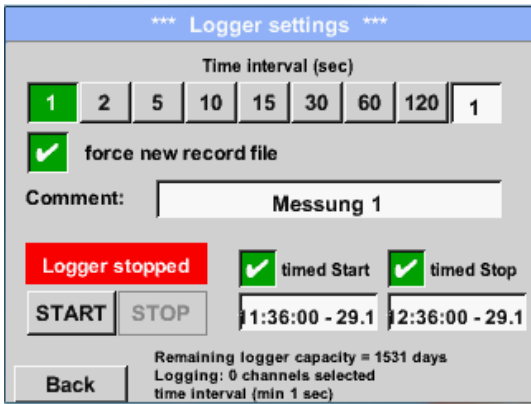 *** Logger settings ***
Time interval (sec)
1 2 5 10 15 30 60 120 1
force new record file
Comment: Messung 1
Logger stopped timed Start timed Stop
START STOP 11:36:00 - 29.1 12:36:00 - 29.1
Remaining logger capacity = 1531 days
Logging: 0 channels selected
Back time interval (min 1 sec)